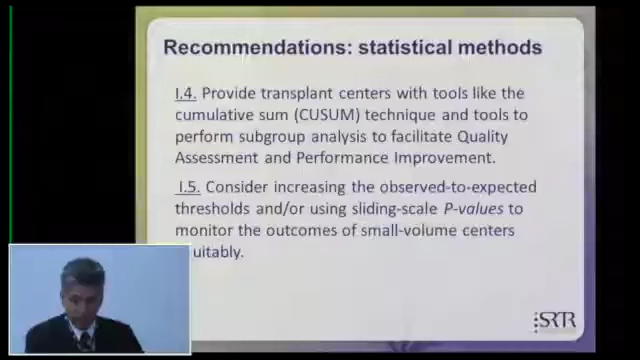 Recommendations: statistical methods
I.4. Provide transplant centers with tools like the
cumulative sum (CUSUM) technique and tools to
perform subgroup analysis to facilitate Quality
Assessment and Performance Improvement.
I.5. Consider increasing the observed-to-expected
thresholds and/or using sliding-scale P-values to
monitor the outcomes of small-volume centers
uitably.
SRTR